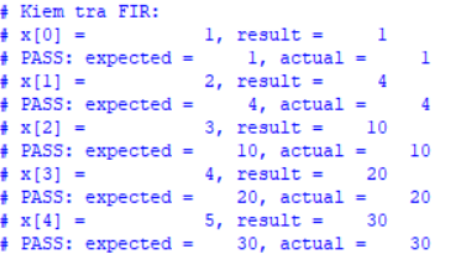 # Kiem tra FIR:
# x[0] =           1, result =    1
# PASS: expected =    1, actual =    1
# x[1] =           2, result =    4
# PASS: expected =    4, actual =    4
# x[2] =           3, result =   10
# PASS: expected =   10, actual =   10
# x[3] =           4, result =   20
# PASS: expected =   20, actual =   20
# x[4] =           5, result =   30
# PASS: expected =   30, actual =   30